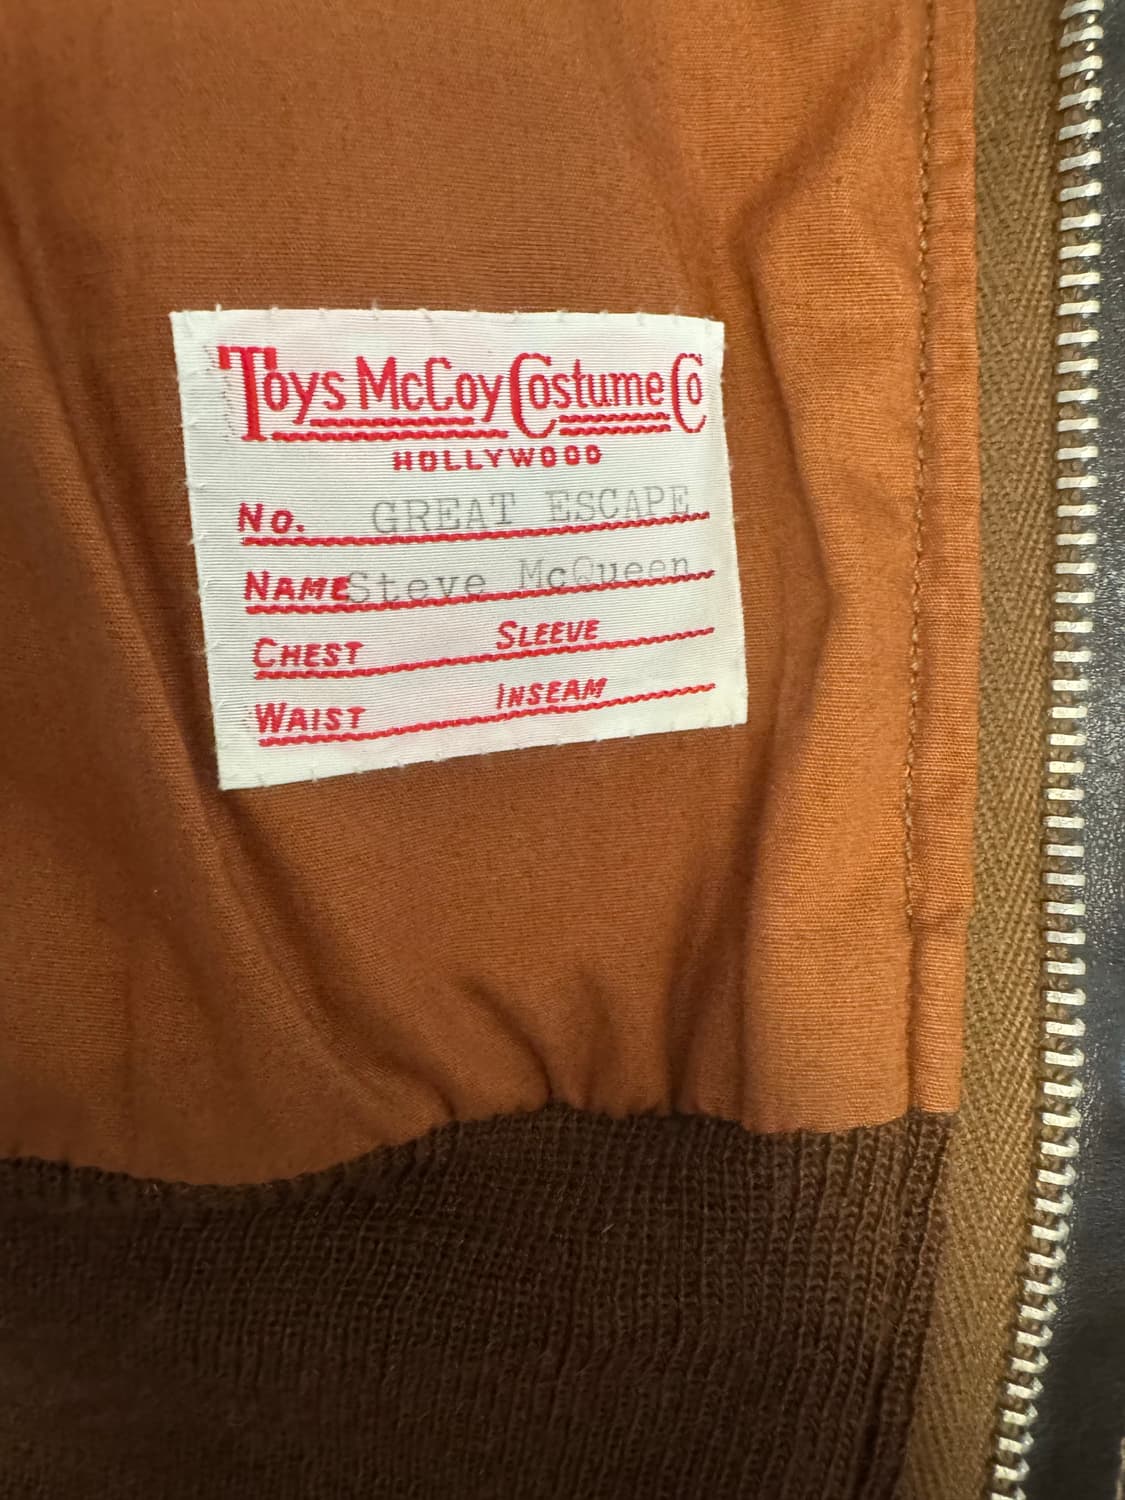 Toys McCoy Costume Co
HOLLYWOOD
No. GREAT ESCAPE
NAME Steve McQueen
CHEST SLEEVE
WAIST INSEAM